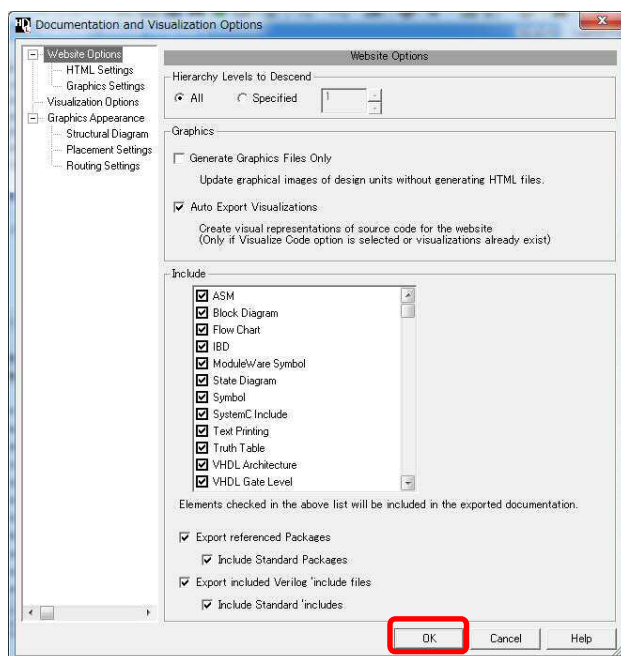 Documentation and Visualization Options
Website Options
HTML Settings
Graphics Settings
Visualization Options
Graphics Appearance
Structural Diagram
Placement Settings
Routing Settings
Website Options
Hierarchy Levels to Descend
All
Specified
1
Graphics
Generate Graphics Files Only
Update graphical images of design units without generating HTML files.
Auto Export Visualizations
Create visual representations of source code for the website
(Only if Visualize Code option is selected or visualizations already exist)
Include
ASM
Block Diagram
Flow Chart
IBD
ModuleWare Symbol
State Diagram
Symbol
SystemC Include
Text Printing
Truth Table
VHDL Architecture
VHDL Gate Level
Elements checked in the above list will be included in the exported documentation.
Export referenced Packages
Include Standard Packages
Export included Verilog `include files
Include Standard `includes
OK
Cancel
Help